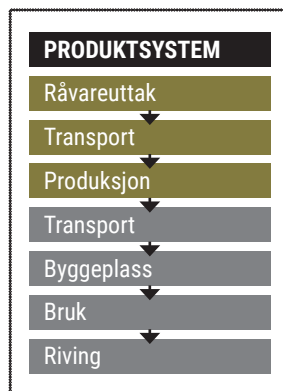 PRODUKTSYSTEM
Råvareuttak
Transport
Produksjon
Transport
Byggeplass
Bruk
Riving